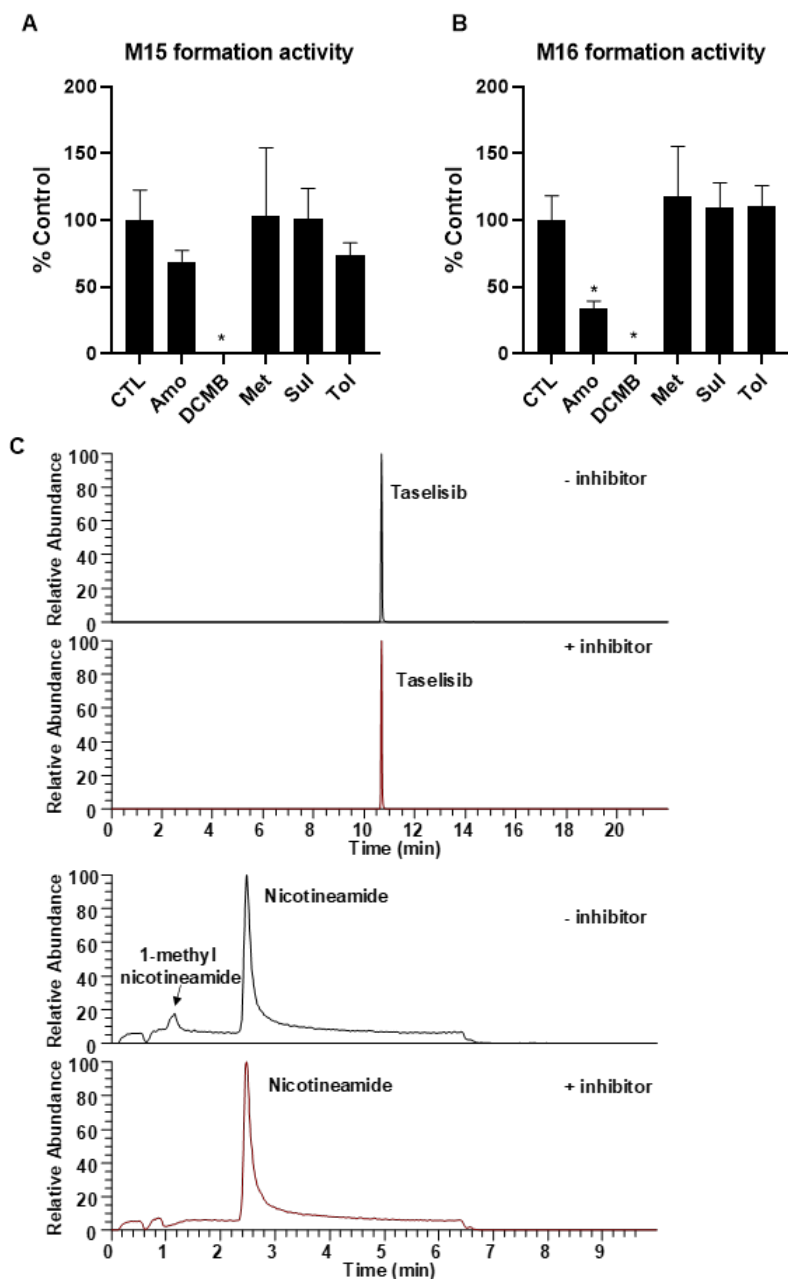 A
M15 formation activity
% Control
200
150
100
50
0
*
CTL
Amo
DCMB
Met
Sul
Tol
B
M16 formation activity
% Control
200
150
100
50
0
*
*
CTL
Amo
DCMB
Met
Sul
Tol
C
Relative Abundance
100
80
60
40
20
0
Taselisib
- inhibitor
Relative Abundance
100
80
60
40
20
0
Taselisib
+ inhibitor
0 2 4 6 8 10 12 14 16 18 20
Time (min)
Relative Abundance
100
80
60
40
20
0
1-methyl
nicotineamide
Nicotineamide
- inhibitor
Relative Abundance
100
80
60
40
20
0
Nicotineamide
+ inhibitor
0 1 2 3 4 5 6 7 8 9
Time (min)